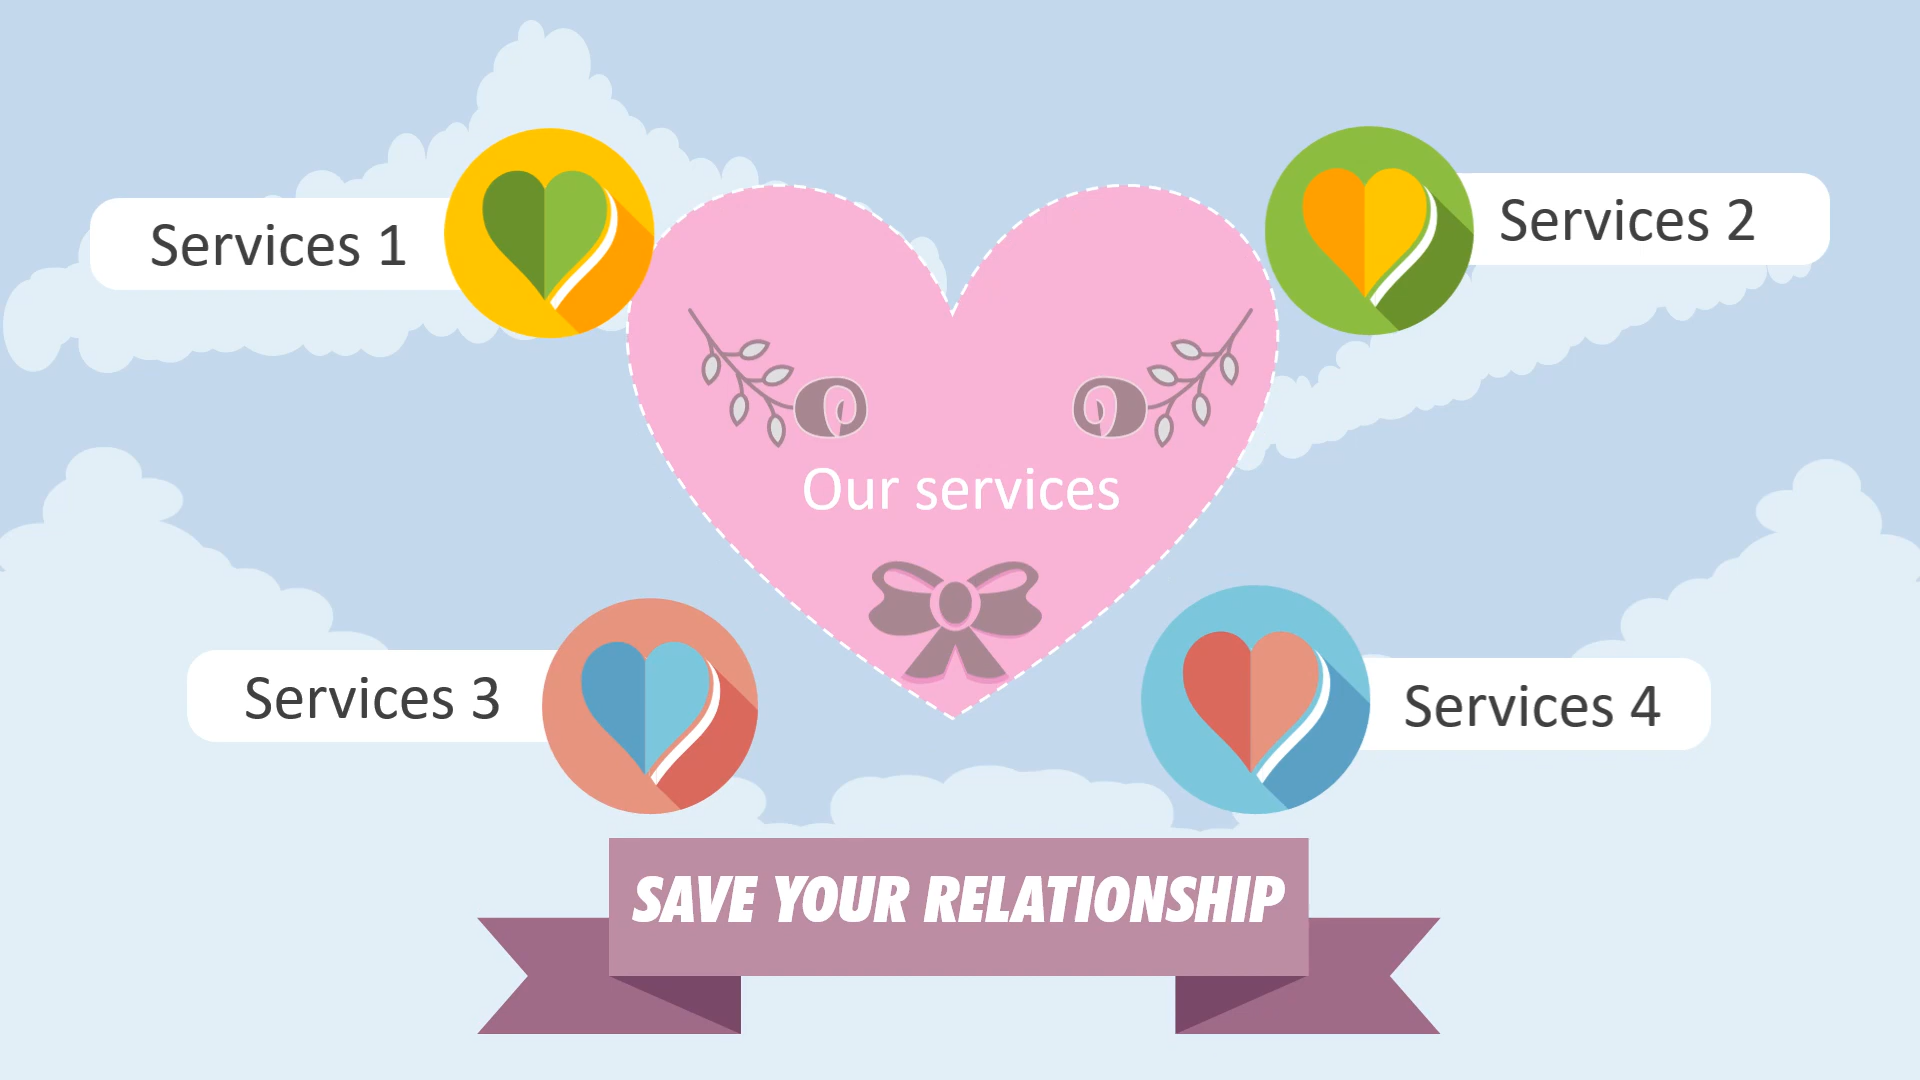 Services 1
Services 2
Our services
Services 3
Services 4
SAVE YOUR RELATIONSHIP